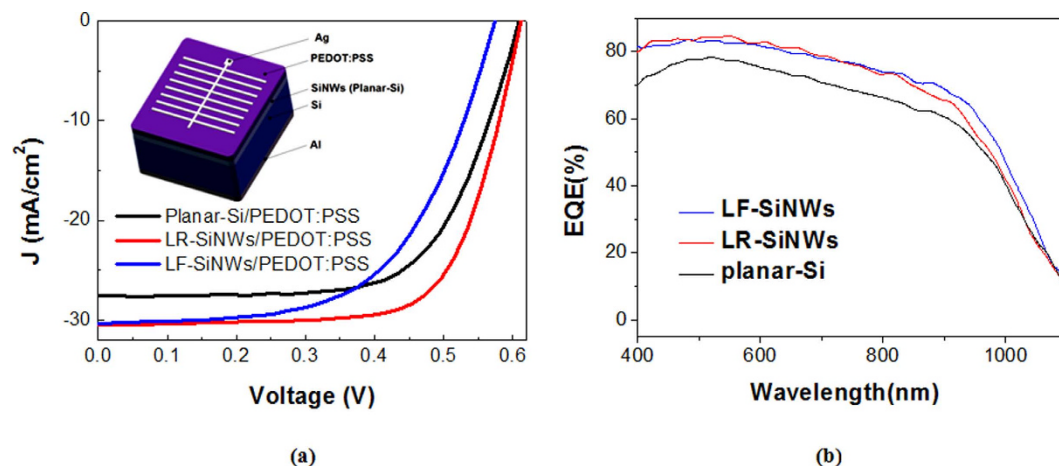 0
-10
-20
-30
J (mA/cm²)
Ag
PEDOT:PSS
SiNWs (Planar-Si)
Si
Al
Planar-Si/PEDOT:PSS
LR-SiNWs/PEDOT:PSS
LF-SiNWs/PEDOT:PSS
0.0 0.1 0.2 0.3 0.4 0.5 0.6
Voltage (V)
(a)
80
60
40
20
0
EQE(%)
LF-SiNWs
LR-SiNWs
planar-Si
400 600 800 1000
Wavelength(nm)
(b)